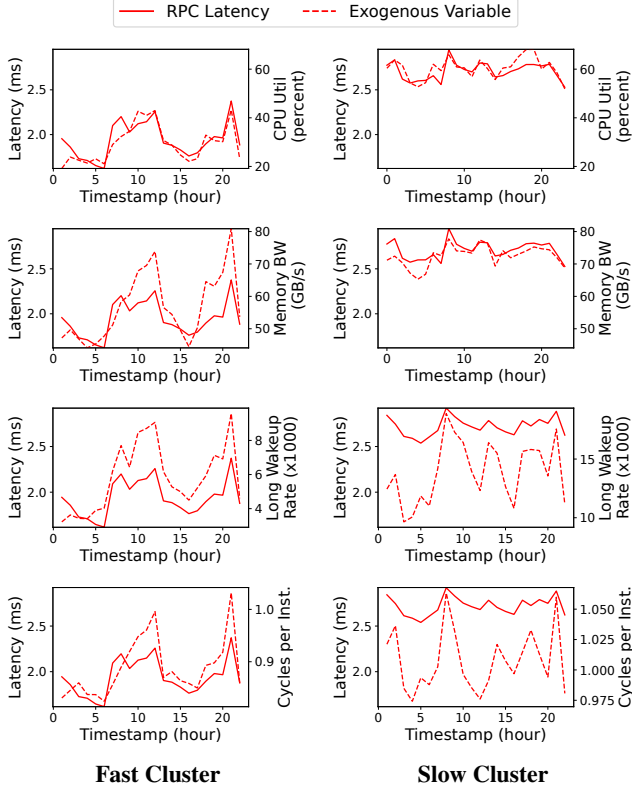 RPC Latency Exogenous Variable
Latency (ms)
2.5
2.0
60
40
20
CPU Util
(percent)
0 5 10 15 20
Timestamp (hour)
Latency (ms)
2.5
2.0
60
40
20
CPU Util
(percent)
0 10 20
Timestamp (hour)
Latency (ms)
2.5
2.0
80
70
60
50
Memory BW
(GB/s)
0 5 10 15 20
Timestamp (hour)
Latency (ms)
2.5
2.0
80
70
60
50
Memory BW
(GB/s)
0 10 20
Timestamp (hour)
Latency (ms)
2.5
2.0
8
6
4
Long Wakeup
Rate (x1000)
0 5 10 15 20
Timestamp (hour)
Latency (ms)
2.5
2.0
15
10
Long Wakeup
Rate (x1000)
0 5 10 15 20
Timestamp (hour)
Latency (ms)
2.5
2.0
1.0
0.9
Cycles per Inst.
0 5 10 15 20
Timestamp (hour)
Latency (ms)
2.5
2.0
1.050
1.025
1.000
0.975
Cycles per Inst.
0 5 10 15 20
Timestamp (hour)
Fast Cluster
Slow Cluster